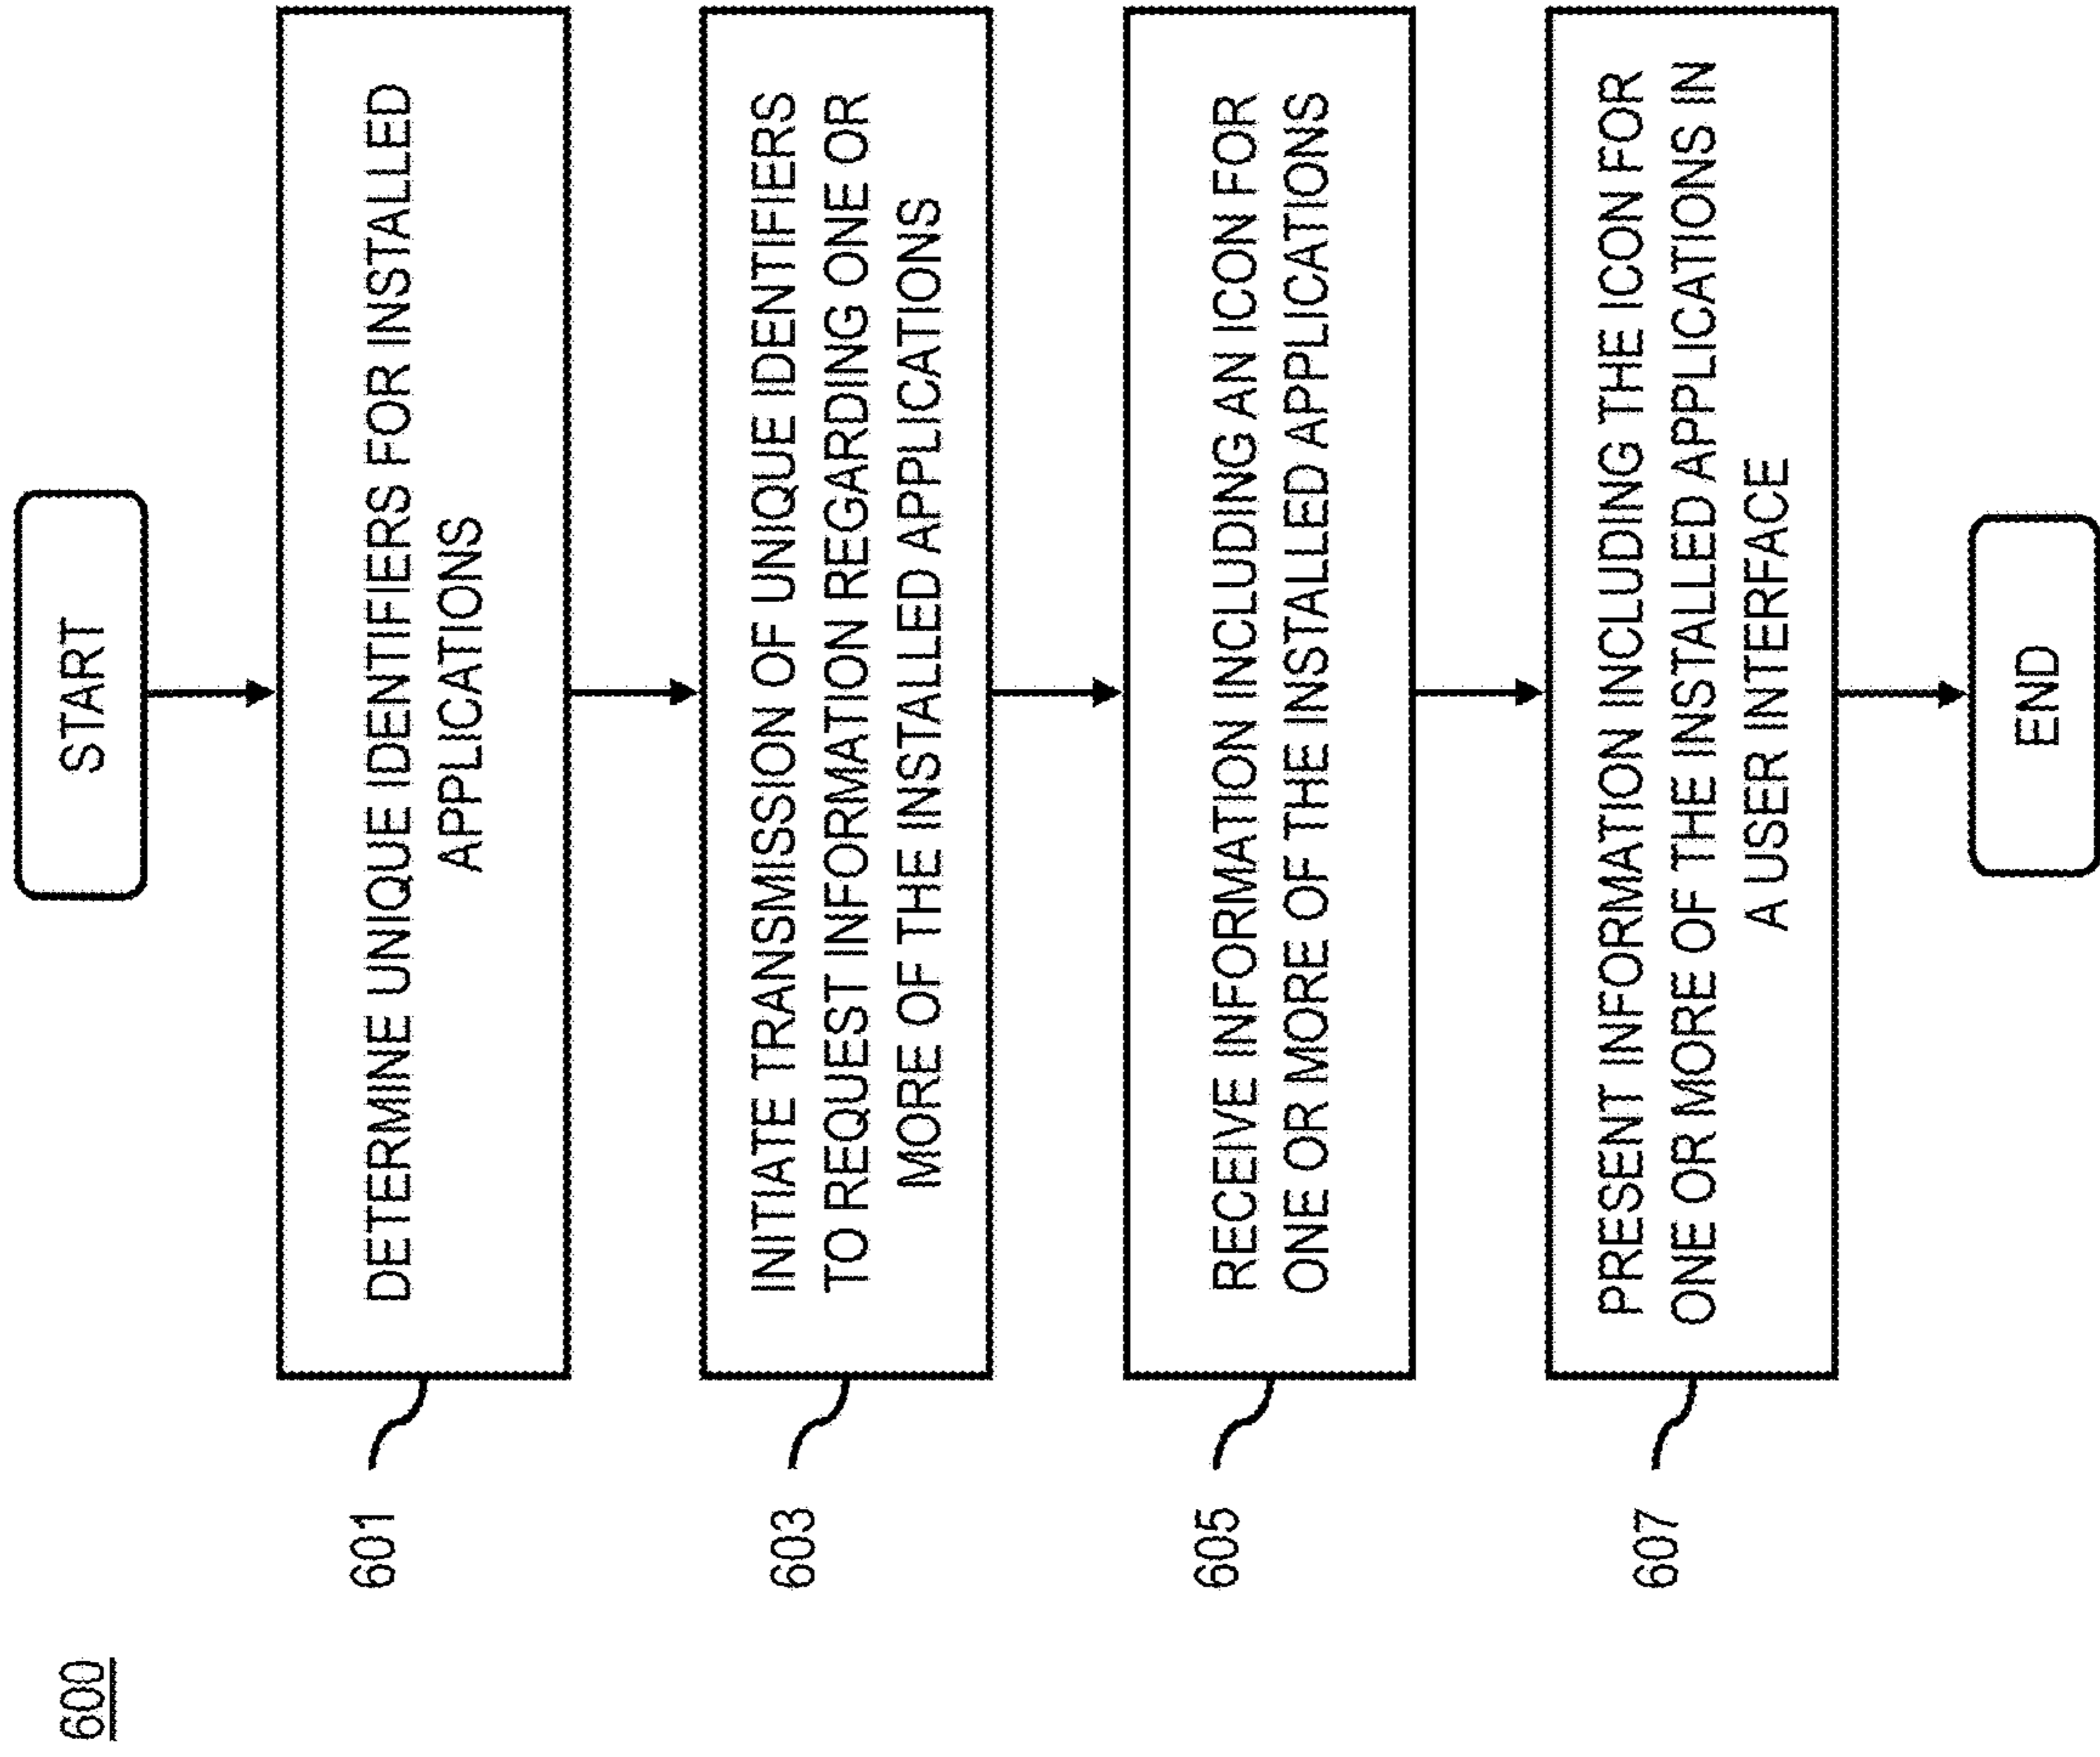 600
START
601
DETERMINE UNIQUE IDENTIFIERS FOR INSTALLED
APPLICATIONS
603
INITIATE TRANSMISSION OF UNIQUE IDENTIFIERS
TO REQUEST INFORMATION REGARDING ONE OR
MORE OF THE INSTALLED APPLICATIONS
605
RECEIVE INFORMATION INCLUDING AN ICON FOR
ONE OR MORE OF THE INSTALLED APPLICATIONS
607
PRESENT INFORMATION INCLUDING THE ICON FOR
ONE OR MORE OF THE INSTALLED APPLICATIONS IN
A USER INTERFACE
END